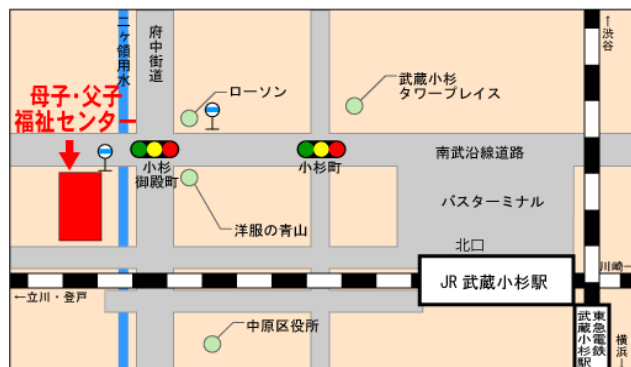 二ヶ領用水
府中街道
←渋谷
母子・父子
福祉センター
ローソン
武蔵小杉
タワープレイス
小杉
御殿町
小杉町
南武沿線道路
洋服の青山
バスターミナル
北口
JR 武蔵小杉駅
川崎→
←立川・登戸
中原区役所
東急電鉄
武蔵小杉駅
横浜→